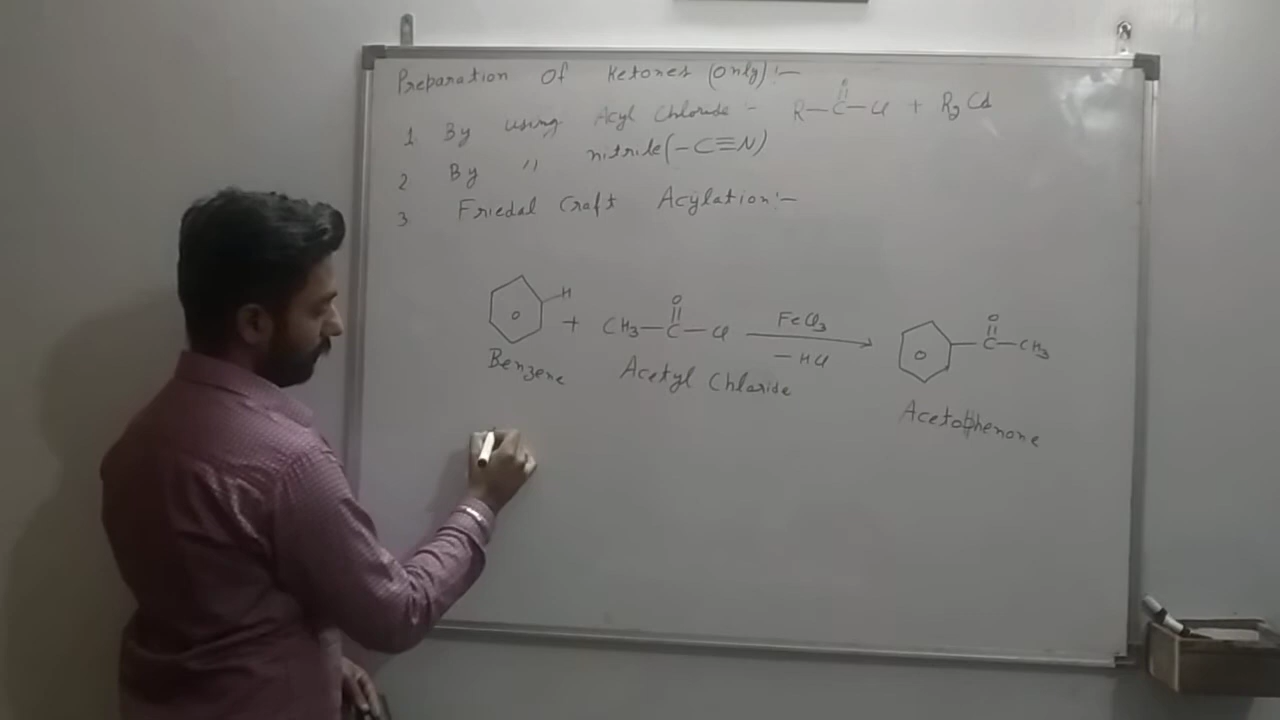 Preparation Of Ketones (only):-
1. By using Acyl Chloride - R-C-Cl + R2Cd
O
2 By " nitrile (-C≡N)
3 Friedal Craft Acylation:-
H + CH3-C-Cl FeCl3 C-CH3
O - HCl O
Benzene Acetyl Chloride Acetophenone